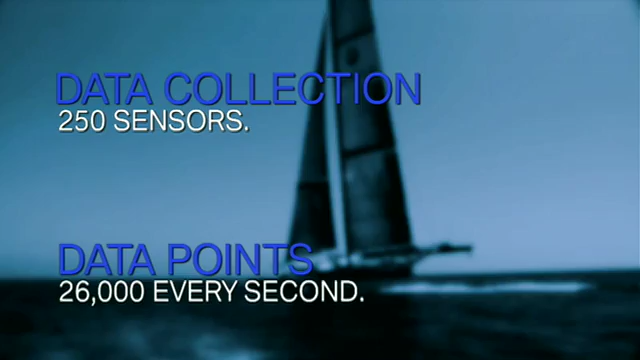 DATA COLLECTION
250 SENSORS.
DATA POINTS
26,000 EVERY SECOND.